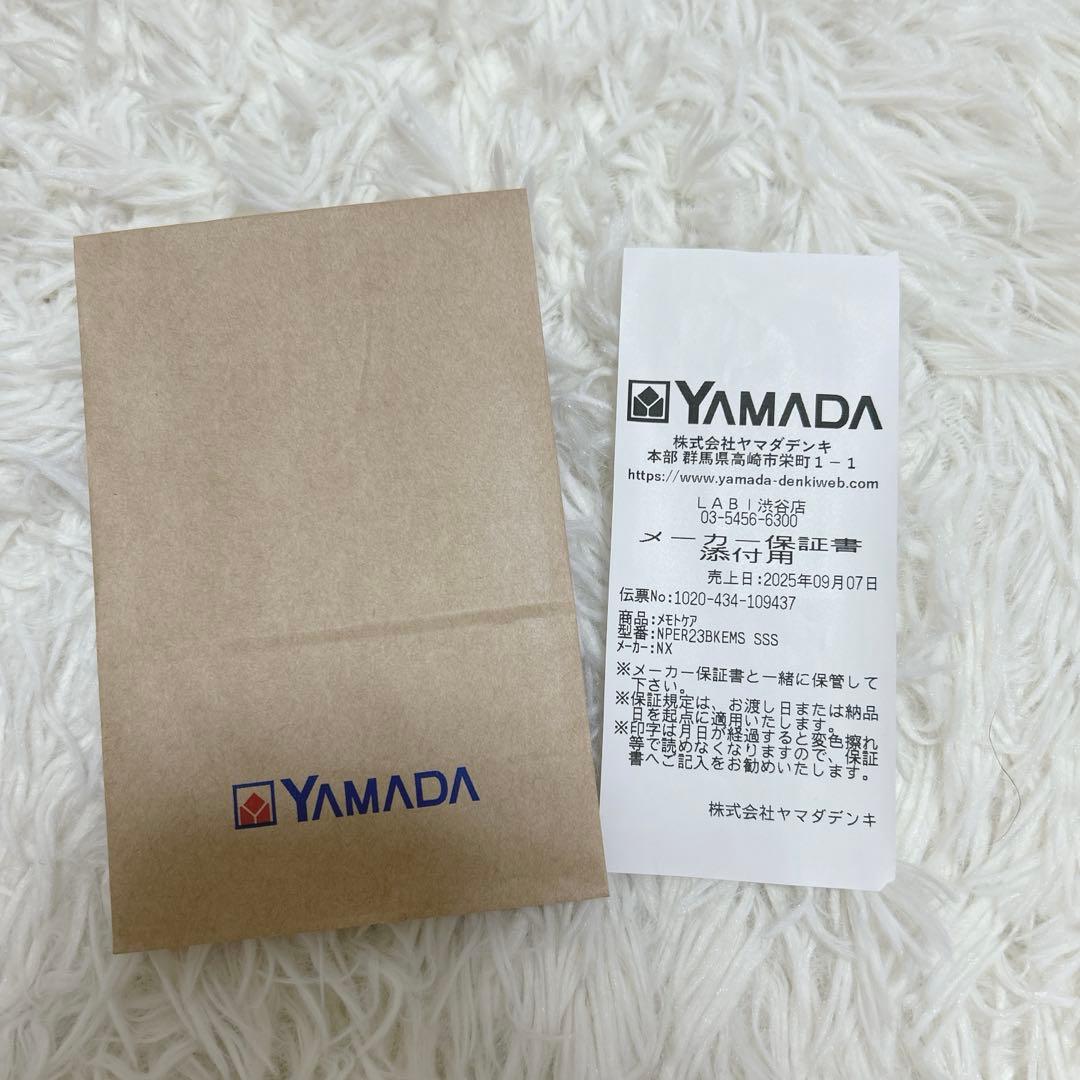 YAMADA
YAMADA
株式会社ヤマダデンキ
本部 群馬県高崎市栄町1-1
https://www.yamada-denkiweb.com
LABI渋谷店
03-5456-6300
メーカー保証書
添付用
売上日:2025年09月07日
伝票No:1020-434-109437
商品:メモトケア
型番:NPER23BKEMS SSS
メーカー:NX
※メーカー保証書と一緒に保管して
下さい。
※保証規定は、お渡し日または納品
日を起点に適用いたします。
※印字は月日が経過すると変色擦れ
等で読めなくなりますので、保証
書へご記入をお勧めいたします。
株式会社ヤマダデンキ